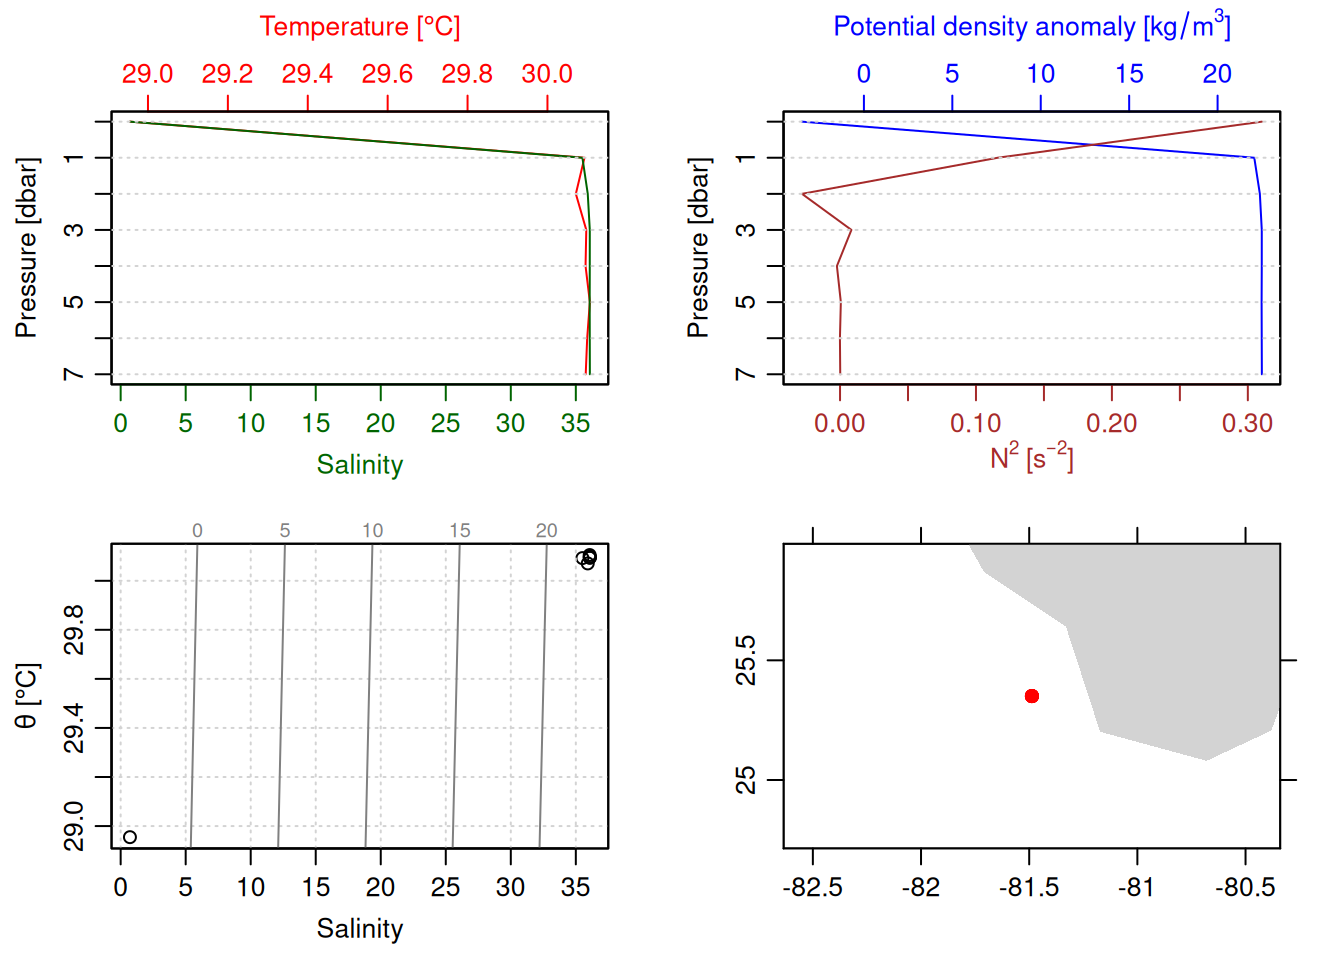 Temperature [°C]
29.0 29.2 29.4 29.6 29.8 30.0
Pressure [dbar]
1
3
5
7
0 5 10 15 20 25 30 35
Salinity
Potential density anomaly [kg/m³]
0 5 10 15 20
Pressure [dbar]
1
3
5
7
0.00 0.10 0.20 0.30
N² [s⁻²]
0 5 10 15 20
θ [°C]
29.8
29.4
29.0
0 5 10 15 20 25 30 35
Salinity
25.5
25
-82.5 -82 -81.5 -81 -80.5